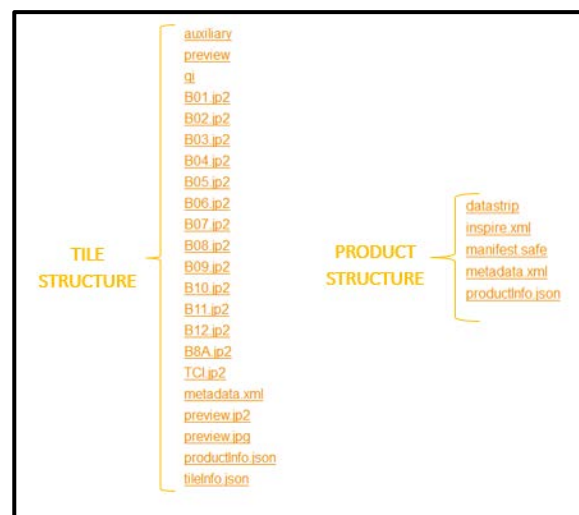 TILE
STRUCTURE
auxiliary
preview
qi
B01.jp2
B02.jp2
B03.jp2
B04.jp2
B05.jp2
B06.jp2
B07.jp2
B08.jp2
B09.jp2
B10.jp2
B11.jp2
B12.jp2
B8A.jp2
TCI.jp2
metadata.xml
preview.jp2
preview.jpg
productInfo.json
tileInfo.json
PRODUCT
STRUCTURE
datastrip
inspire.xml
manifest.safe
metadata.xml
productInfo.json